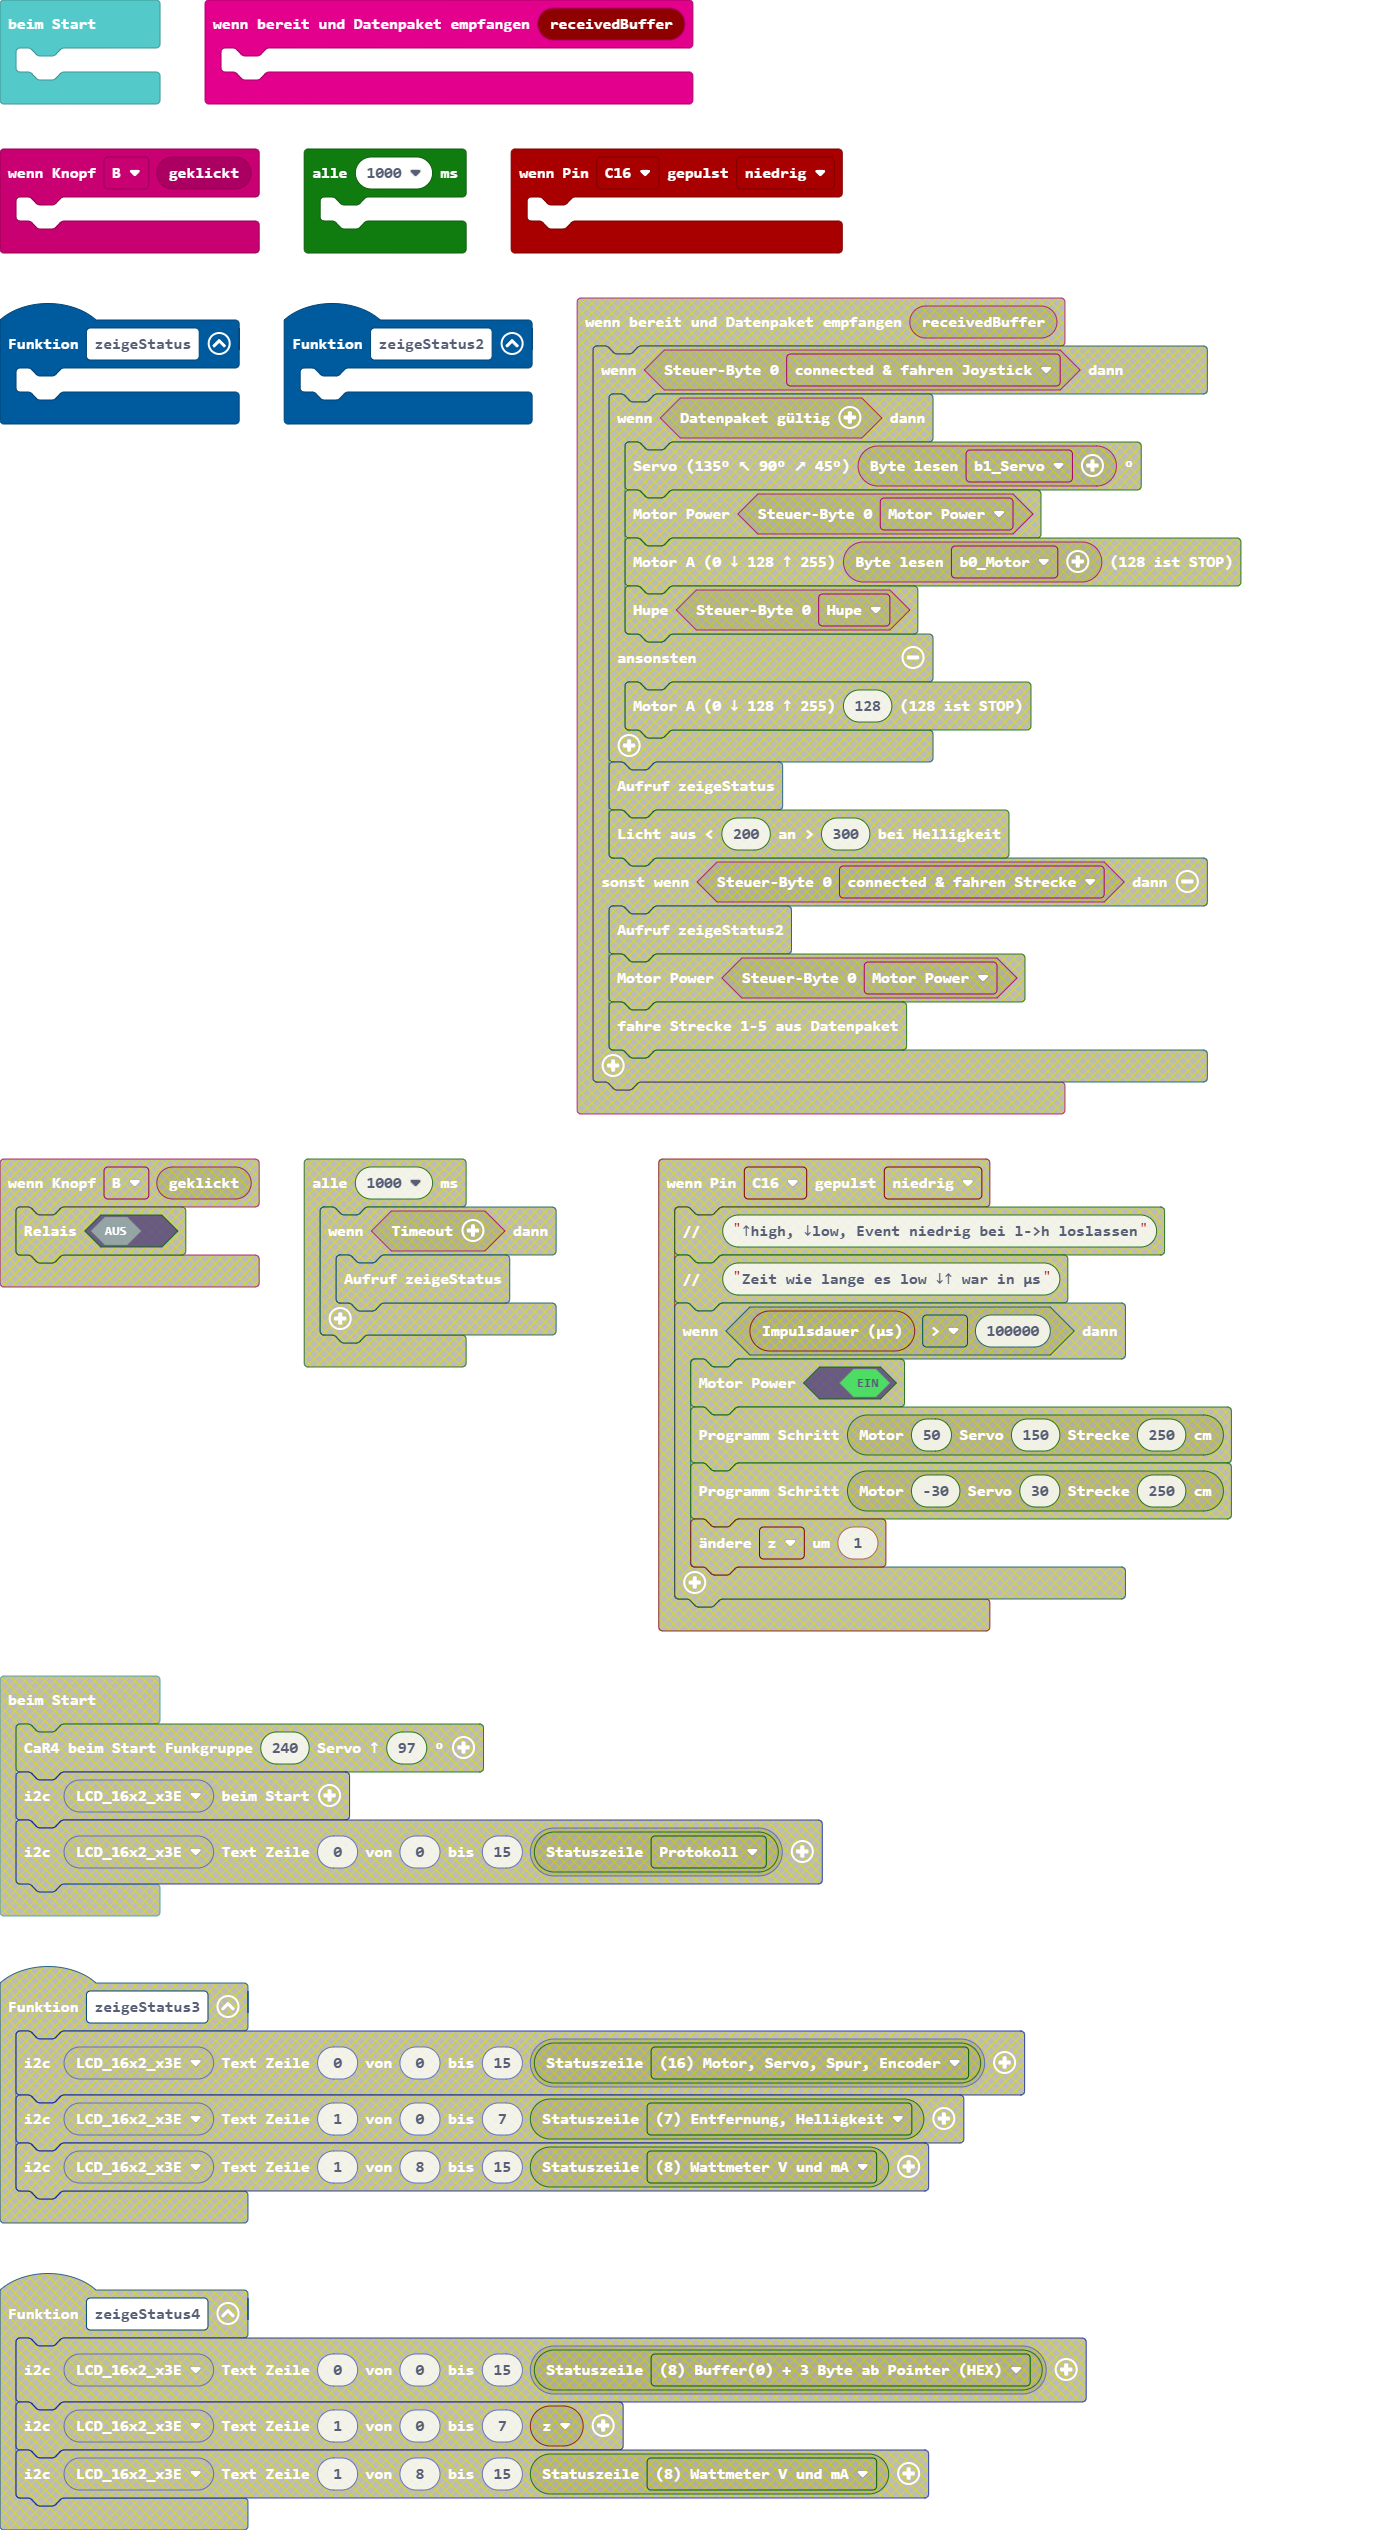 beim Start
wenn bereit und Datenpaket empfangen receivedBuffer
wenn Knopf B geklickt
alle 1000 ms
wenn Pin C16 gepulst niedrig
Funktion zeigeStatus
Funktion zeigeStatus2
wenn bereit und Datenpaket empfangen receivedBuffer
wenn Steuer-Byte 0 connected & fahren Joystick dann
wenn Datenpaket gültig dann
Servo (135° ↖ 90° ↗ 45°) Byte lesen b1_Servo °
Motor Power Steuer-Byte 0 Motor Power
Motor A (0 ↓ 128 ↑ 255) Byte lesen b0_Motor (128 ist STOP)
Hupe Steuer-Byte 0 Hupe
ansonsten
Motor A (0 ↓ 128 ↑ 255) 128 (128 ist STOP)
Aufruf zeigeStatus
Licht aus < 200 an > 300 bei Helligkeit
sonst wenn Steuer-Byte 0 connected & fahren Strecke dann
Aufruf zeigeStatus2
Motor Power Steuer-Byte 0 Motor Power
fahre Strecke 1-5 aus Datenpaket
wenn Knopf B geklickt
Relais AUS
alle 1000 ms
wenn Timeout dann
Aufruf zeigeStatus
wenn Pin C16 gepulst niedrig
// "↑high, ↓low, Event niedrig bei l->h loslassen"
// "Zeit wie lange es low ↓↑ war in µs"
wenn Impulsdauer (µs) > 100000 dann
Motor Power EIN
Programm Schritt Motor 50 Servo 150 Strecke 250 cm
Programm Schritt Motor -30 Servo 30 Strecke 250 cm
ändere z um 1
beim Start
CaR4 beim Start Funkgruppe 240 Servo ↑ 97 °
i2c LCD_16x2_x3E beim Start
i2c LCD_16x2_x3E Text Zeile 0 von 0 bis 15 Statuszeile Protokoll
Funktion zeigeStatus3
i2c LCD_16x2_x3E Text Zeile 0 von 0 bis 15 Statuszeile (16) Motor, Servo, Spur, Encoder
i2c LCD_16x2_x3E Text Zeile 1 von 0 bis 7 Statuszeile (7) Entfernung, Helligkeit
i2c LCD_16x2_x3E Text Zeile 1 von 8 bis 15 Statuszeile (8) Wattmeter V und mA
Funktion zeigeStatus4
i2c LCD_16x2_x3E Text Zeile 0 von 0 bis 15 Statuszeile (8) Buffer(0) + 3 Byte ab Pointer (HEX)
i2c LCD_16x2_x3E Text Zeile 1 von 0 bis 7 z
i2c LCD_16x2_x3E Text Zeile 1 von 8 bis 15 Statuszeile (8) Wattmeter V und mA